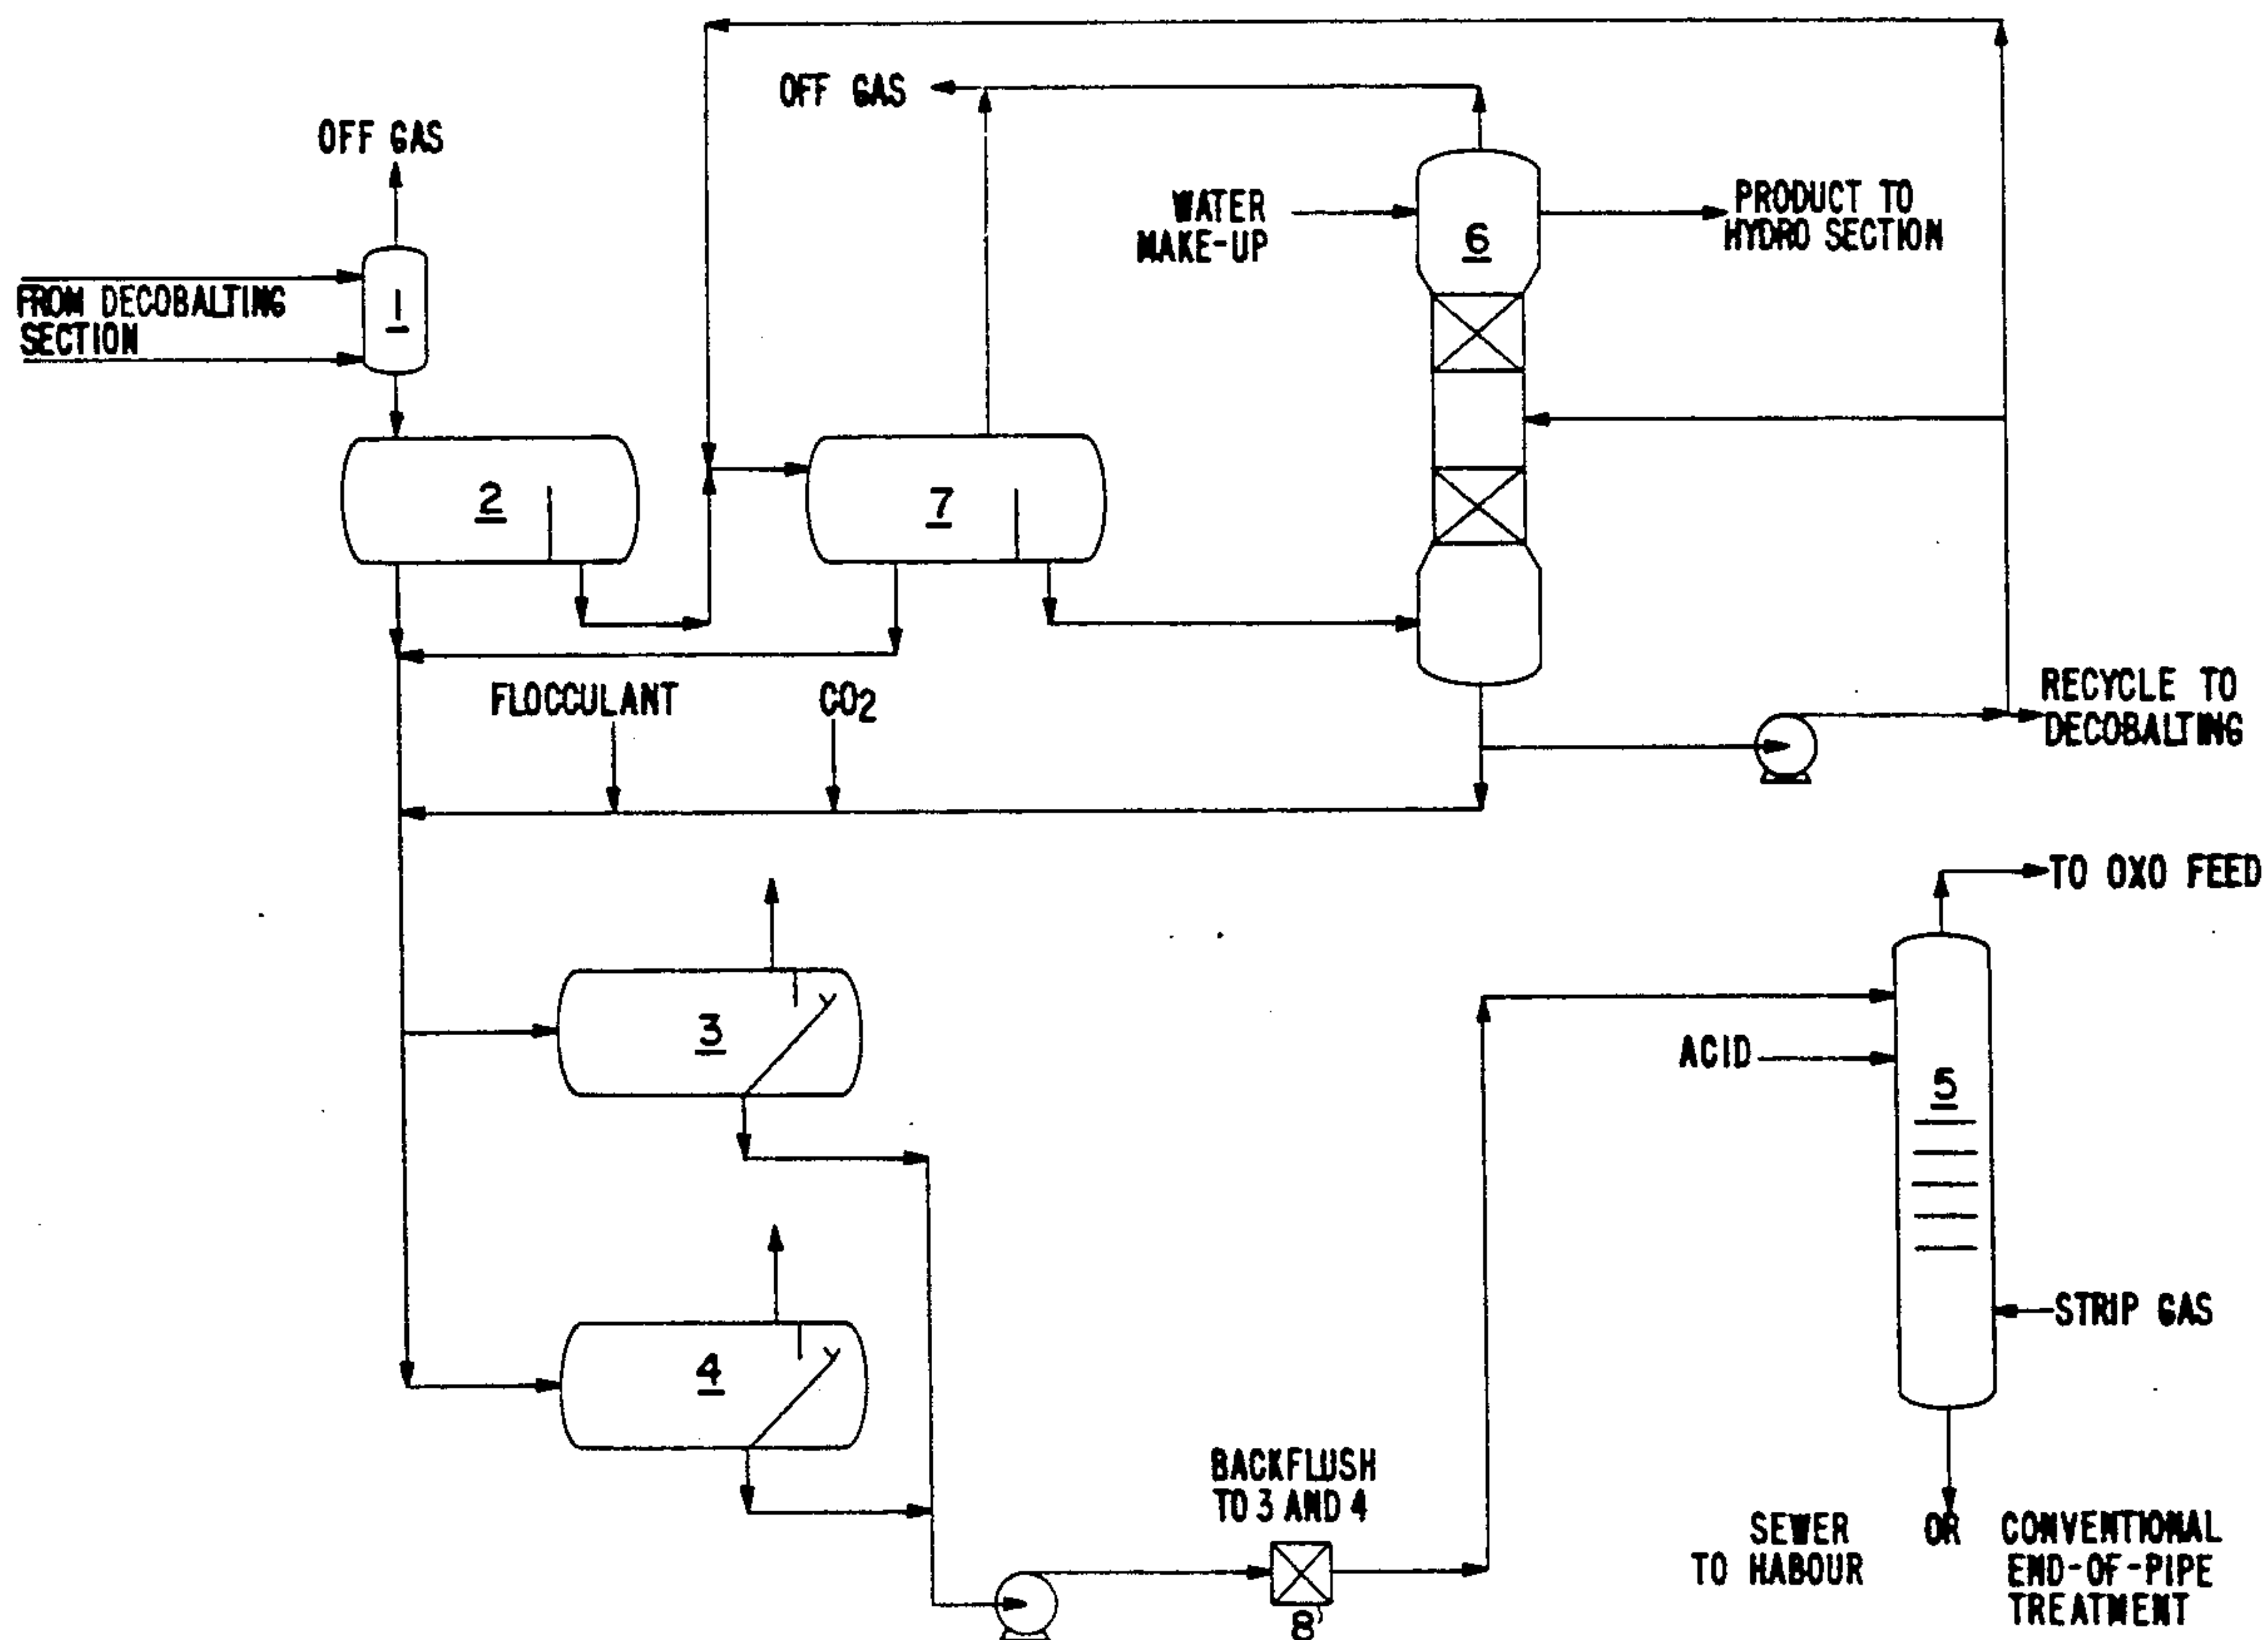 OFF GAS
OFF GAS
WATER
MAKE-UP
PRODUCT TO
HYDRO SECTION
6
FROM DECOBALTING
SECTION
1
2
7
FLOCCULANT
CO2
RECYCLE TO
DECOBALTING
TO OXO FEED
3
ACID
5
4
STRIP GAS
BACKFLUSH
TO 3 AND 4
8
SEWER
TO HABOUR
OR
CONVENTIONAL
END-OF-PIPE
TREATMENT